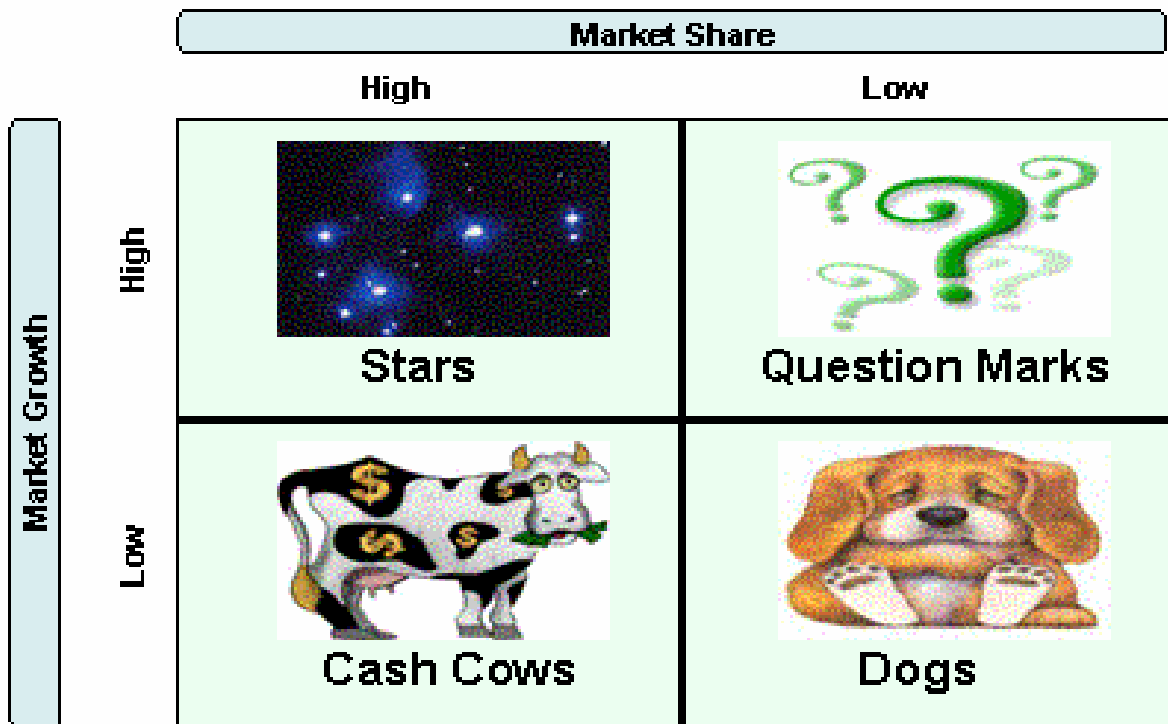 Market Share
High
Low
Market Growth
High
Stars
Question Marks
Low
Cash Cows
Dogs